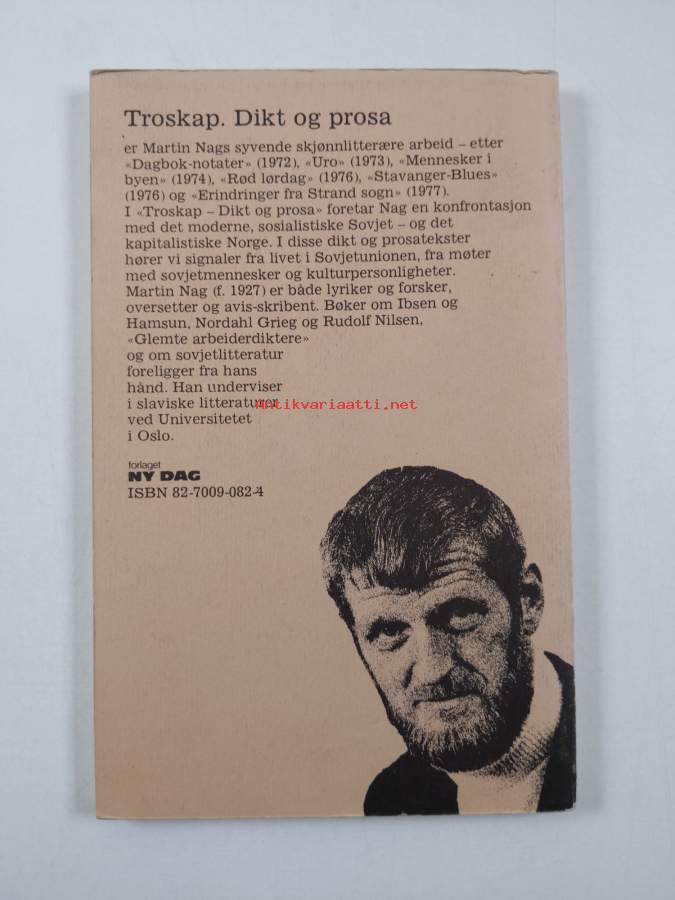 Troskap. Dikt og prosa
er Martin Nags syvende skjønnlitterære arbeid – etter
«Dagbok-notater» (1972), «Uro» (1973), «Mennesker i
byen» (1974), «Rød lørdag» (1976), «Stavanger-Blues»
(1976) og «Erindringer fra Strand sogn» (1977).
I «Troskap – Dikt og prosa» foretar Nag en konfrontasjon
med det moderne, sosialistiske Sovjet – og det
kapitalistiske Norge. I disse dikt og prosatekster
hører vi signaler fra livet i Sovjetunionen, fra møter
med sovjetmennesker og kulturpersonligheter.
Martin Nag (f. 1927) er både lyriker og forsker,
oversetter og avis-skribent. Bøker om Ibsen og
Hamsun, Nordahl Grieg og Rudolf Nilsen,
«Glemte arbeiderdiktere»
og om sovjetlitteratur
foreligger fra hans
hånd. Han underviser
i slaviske litteraturer
Antikvariaatti.net
ved Universitetet
i Oslo.
forlaget
NY DAG
ISBN 82-7009-082-4